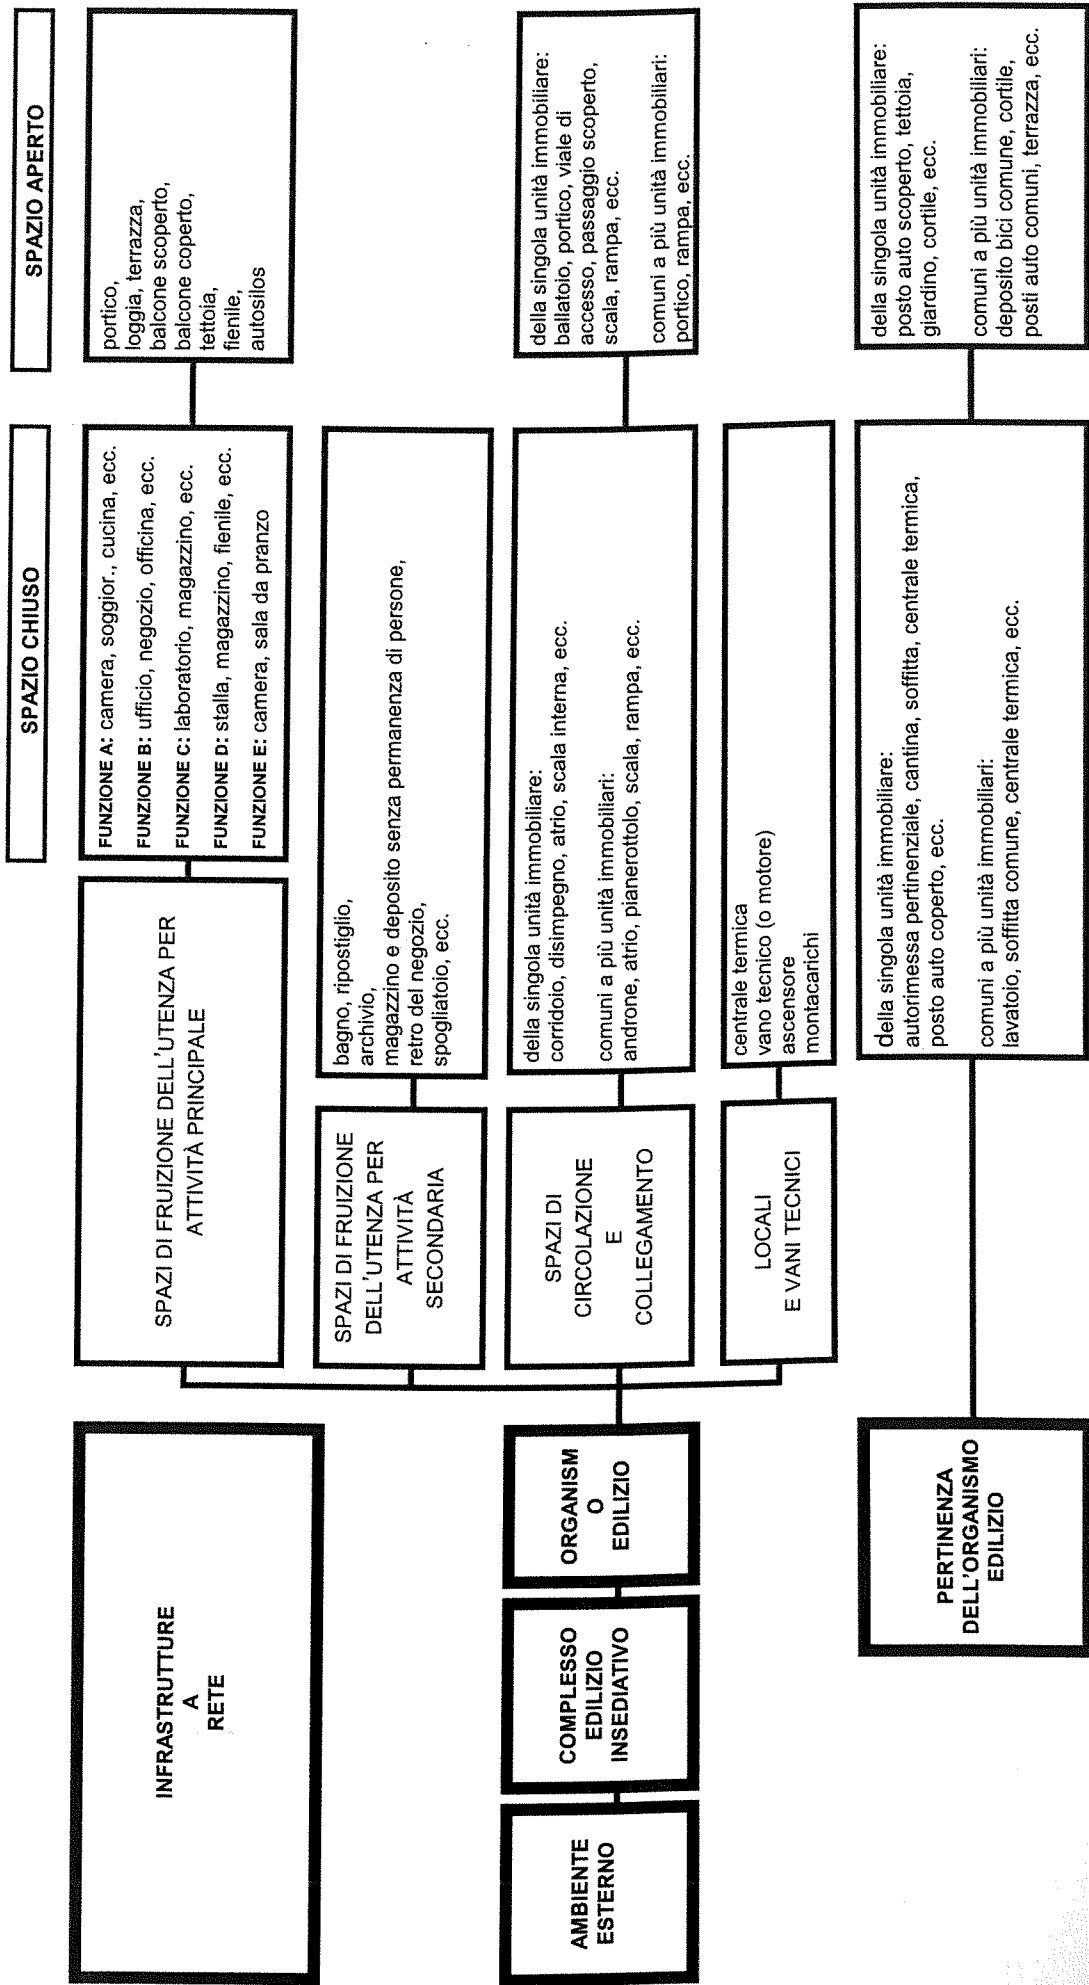 SPAZIO CHIUSO
SPAZIO APERTO
INFRASTRUTTURE
A
RETE
SPAZI DI FRUIZIONE DELL'UTENZA PER
ATTIVITÀ PRINCIPALE
FUNZIONE A: camera, soggior., cucina, ecc.
FUNZIONE B: ufficio, negozio, officina, ecc.
FUNZIONE C: laboratorio, magazzino, ecc.
FUNZIONE D: stalla, magazzino, fienile, ecc.
FUNZIONE E: camera, sala da pranzo
portico,
loggia, terrazza,
balcone scoperto,
balcone coperto,
tettoia,
fienile,
autosilos
SPAZI DI FRUIZIONE
DELL'UTENZA PER
ATTIVITÀ
SECONDARIA
bagno, ripostiglio,
archivio,
magazzino e deposito senza permanenza di persone,
retro del negozio,
spogliatoio, ecc.
AMBIENTE
ESTERNO
COMPLESSO
EDILIZIO
INSEDIATIVO
ORGANISM
O
EDILIZIO
SPAZI DI
CIRCOLAZIONE
E
COLLEGAMENTO
della singola unità immobiliare:
corridoio, disimpegno, atrio, scala interna, ecc.
comuni a più unità immobiliari:
androne, atrio, pianerottolo, scala, rampa, ecc.
della singola unità immobiliare:
ballatoio, portico, viale di
accesso, passaggio scoperto,
scala, rampa, ecc.
comuni a più unità immobiliari:
portico, rampa, ecc.
LOCALI
E VANI TECNICI
centrale termica
vano tecnico (o motore)
ascensore
montacarichi
PERTINENZA
DELL'ORGANISMO
EDILIZIO
della singola unità immobiliare:
autorimessa pertinenziale, cantina, soffitta, centrale termica,
posto auto coperto, ecc.
comuni a più unità immobiliari:
lavatoio, soffitta comune, centrale termica, ecc.
della singola unità immobiliare:
posto auto scoperto, tettoia,
giardino, cortile, ecc.
comuni a più unità immobiliari:
deposito bici comune, cortile,
posti auto comuni, terrazza, ecc.